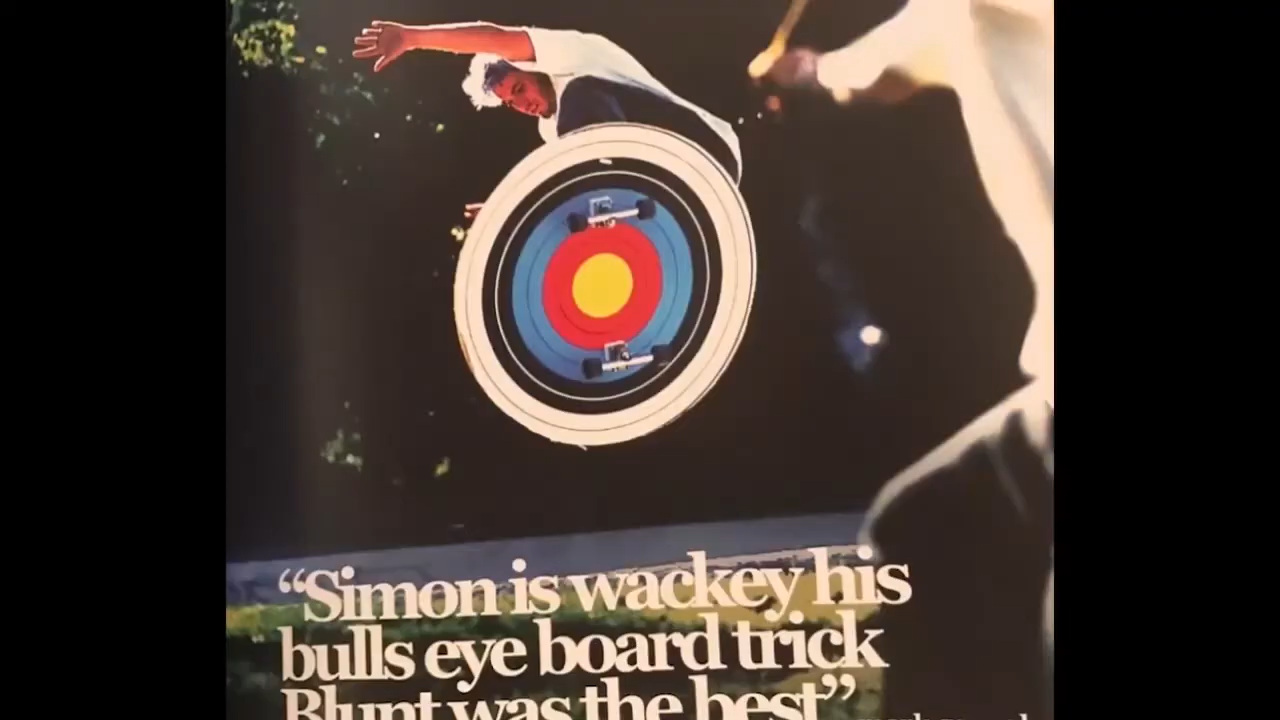 “Simon is wackey his
bulls eye board trick
Blunt was the best”